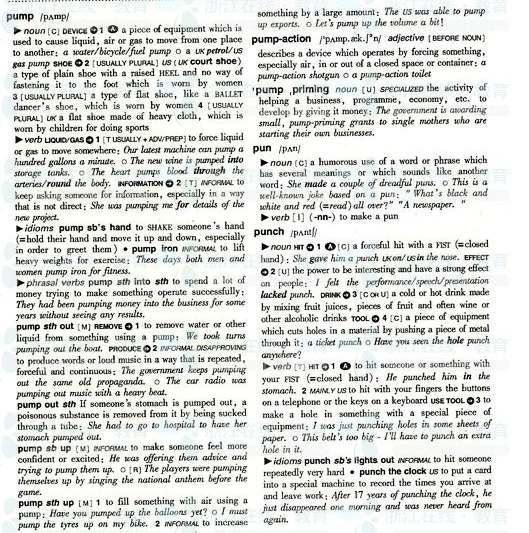 pump /pʌmp/
▶noun [C] DEVICE ➊ 1 Ⓐ a piece of equipment which is
used to cause liquid, air or gas to move from one place
to another: a water/bicycle/fuel pump ○ a UK petrol/US
gas pump SHOE ➋ 2 [USUALLY PLURAL] US (UK court shoe)
a type of plain shoe with a raised HEEL and no way of
fastening it to the foot which is worn by women
3 [USUALLY PLURAL] a type of flat shoe, like a BALLET
dancer's shoe, which is worn by women 4 [USUALLY
PLURAL] UK a flat shoe made of heavy cloth, which is
worn by children for doing sports
▶verb LIQUID/GAS ➊ 1 [T USUALLY + ADV/PREP] to force liquid
or gas to move somewhere: Our latest machine can pump a
hundred gallons a minute. ○ The new wine is pumped into
storage tanks. ○ The heart pumps blood through the
arteries/round the body. INFORMATION ➋ 2 [T] INFORMAL to
keep asking someone for information, especially in a way
that is not direct: She was pumping me for details of the
new project.
▶idioms pump sb's hand to SHAKE someone's hand
(=hold their hand and move it up and down, especially
in order to greet them) • pump iron INFORMAL to lift
heavy weights for exercise: These days both men and
women pump iron for fitness.
▶phrasal verbs pump sth into sth to spend a lot of
money trying to make something operate successfully:
They had been pumping money into the business for some
years without seeing any results.
pump sth out [M] REMOVE ➊ 1 to remove water or other
liquid from something using a pump: We took turns
pumping out the boat. PRODUCE ➋ 2 INFORMAL DISAPPROVING
to produce words or loud music in a way that is repeated,
forceful and continuous: The government keeps pumping
out the same old propaganda. ○ The car radio was
pumping out music with a heavy beat.
pump out sth If someone's stomach is pumped out, a
poisonous substance is removed from it by being sucked
through a tube: She had to go to hospital to have her
stomach pumped out.
pump sb up [M] INFORMAL to make someone feel more
confident or excited: He was offering them advice and
trying to pump them up. ○ [R] The players were pumping
themselves up by singing the national anthem before the
game.
pump sth up [M] 1 to fill something with air using a
pump: Have you pumped up the balloons yet? ○ I must
pump the tyres up on my bike. 2 INFORMAL to increase
something by a large amount: The US was able to pump
up exports. ○ Let's pump up the volume a bit!
pump-action /ˈpʌmp.æk.ʃⁿn/ adjective [BEFORE NOUN]
describes a device which operates by forcing something,
especially air, in or out of a closed space or container: a
pump-action shotgun ○ a pump-action toilet
ˈpump ˌpriming noun [U] SPECIALIZED the activity of
helping a business, programme, economy, etc. to
develop by giving it money: The government is awarding
small, pump-priming grants to single mothers who are
starting their own businesses.
pun /pʌn/
▶noun [C] a humorous use of a word or phrase which
has several meanings or which sounds like another
word: She made a couple of dreadful puns. ○ This is a
well-known joke based on a pun: "What's black and
white and red (=read) all over?" "A newspaper. "
▶verb [I] (-nn-) to make a pun
punch /pʌntʃ/
▶noun HIT ➊ 1 Ⓐ [C] a forceful hit with a FIST (=closed
hand): She gave him a punch UK on/US in the nose. EFFECT
➋ 2 [U] the power to be interesting and have a strong effect
on people: I felt the performance/speech/presentation
lacked punch. DRINK ➌ 3 [C OR U] a cold or hot drink made
by mixing fruit juices, pieces of fruit and often wine or
other alcoholic drinks TOOL ➍ 4 [C] a piece of equipment
which cuts holes in a material by pushing a piece of metal
through it: a ticket punch ○ Have you seen the hole punch
anywhere?
▶verb [T] HIT ➊ 1 Ⓐ to hit someone or something with
your FIST (=closed hand): He punched him in the
stomach. 2 MAINLY US to hit with your fingers the buttons
on a telephone or the keys on a keyboard USE TOOL ➌ 3 to
make a hole in something with a special piece of
equipment: I was just punching holes in some sheets of
paper. ○ This belt's too big - I'll have to punch an extra
hole in it.
▶idioms punch sb's lights out INFORMAL to hit someone
repeatedly very hard • punch the clock US to put a card
into a special machine to record the times you arrive at
and leave work: After 17 years of punching the clock, he
just disappeared one morning and was never heard from
again.